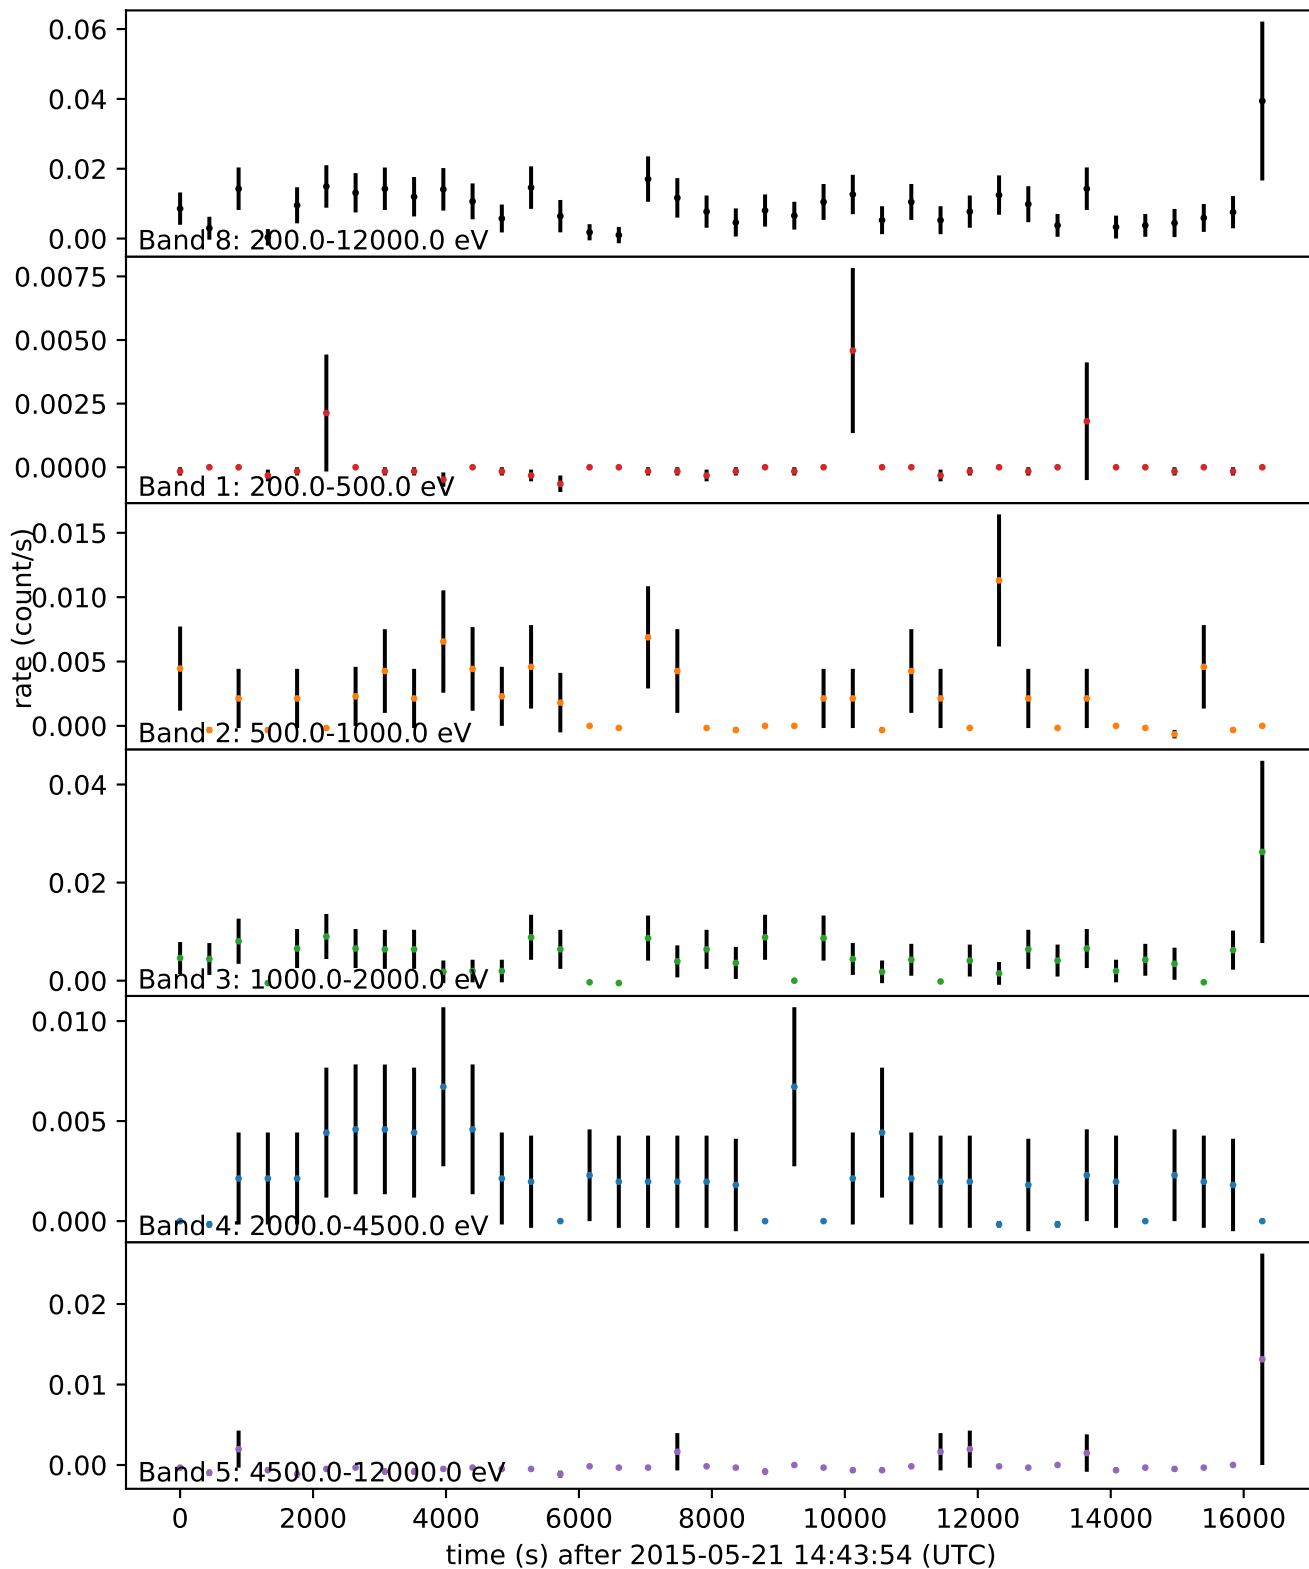 0.06
0.04
0.02
0.00
Band 8: 200.0-12000.0 eV
0.0075
0.0050
0.0025
0.0000
Band 1: 200.0-500.0 eV
rate (count/s)
0.015
0.010
0.005
0.000
Band 2: 500.0-1000.0 eV
0.04
0.02
0.00
Band 3: 1000.0-2000.0 eV
0.010
0.005
0.000
Band 4: 2000.0-4500.0 eV
0.02
0.01
0.00
Band 5: 4500.0-12000.0 eV
0 2000 4000 6000 8000 10000 12000 14000 16000
time (s) after 2015-05-21 14:43:54 (UTC)